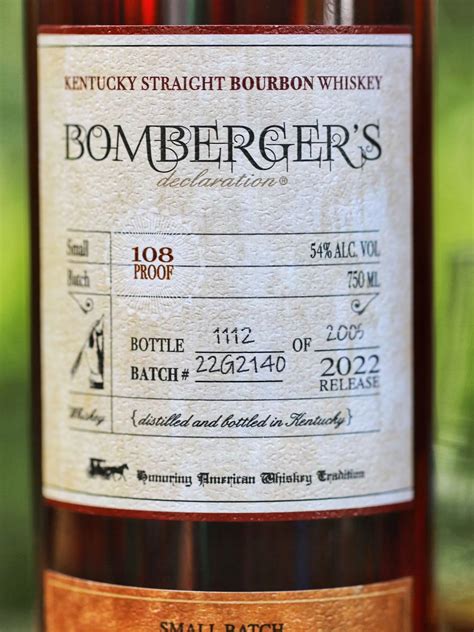 KENTUCKY STRAIGHT BOURBON WHISKEY
BOMBERGER'S
declaration®
Small Batch
108 PROOF
54% ALC. VOL
750 ML
BOTTLE 1112 OF 2005
BATCH# 22G2140
2022
RELEASE
Whiskey
{distilled and bottled in Kentucky}
Honoring American Whiskey Tradition
SMALL BATCH